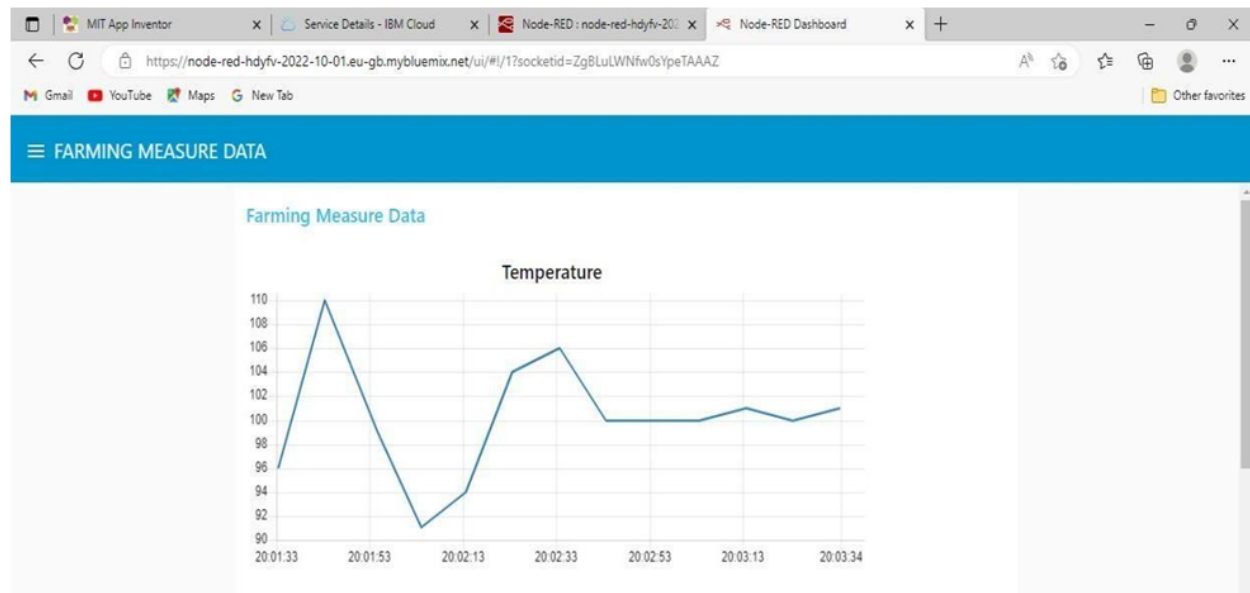 MIT App Inventor
Service Details - IBM Cloud
Node-RED : node-red-hdyfv-202
Node-RED Dashboard
https://node-red-hdyfv-2022-10-01.eu-gb.mybluemix.net/ui/#!/1?socketid=ZgBLuLWNfw0sYpeTAAAZ
Gmail YouTube Maps G New Tab Other favorites
FARMING MEASURE DATA
Farming Measure Data
Temperature
110
108
106
104
102
100
98
96
94
92
90
20:01:33 20:01:53 20:02:13 20:02:33 20:02:53 20:03:13 20:03:34